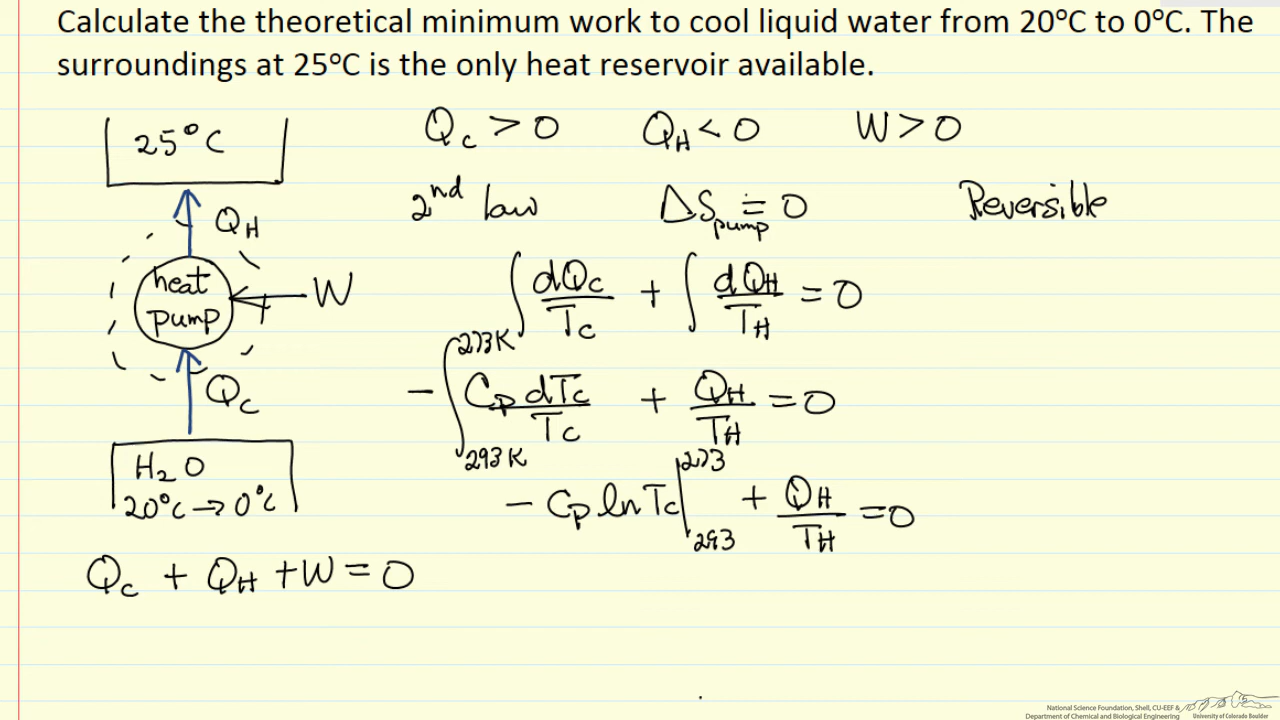 Calculate the theoretical minimum work to cool liquid water from 20°C to 0°C. The
surroundings at 25°C is the only heat reservoir available.
25°C
Q_C > 0 Q_H < 0 W > 0
2nd law ΔS_pump = 0 Reversible
Q_H
heat
pump
W
∫ dQ_C/T_C + ∫ dQ_H/T_H = 0
Q_C
- ∫_{293K}^{273K} C_p dT_C/T_C + Q_H/T_H = 0
H₂O
20°C → 0°C
- C_p ln T_C |_{293}^{273} + Q_H/T_H = 0
Q_C + Q_H + W = 0
National Science Foundation, Shell, CU-EEF &
Department of Chemical and Biological Engineering
University of Colorado Boulder